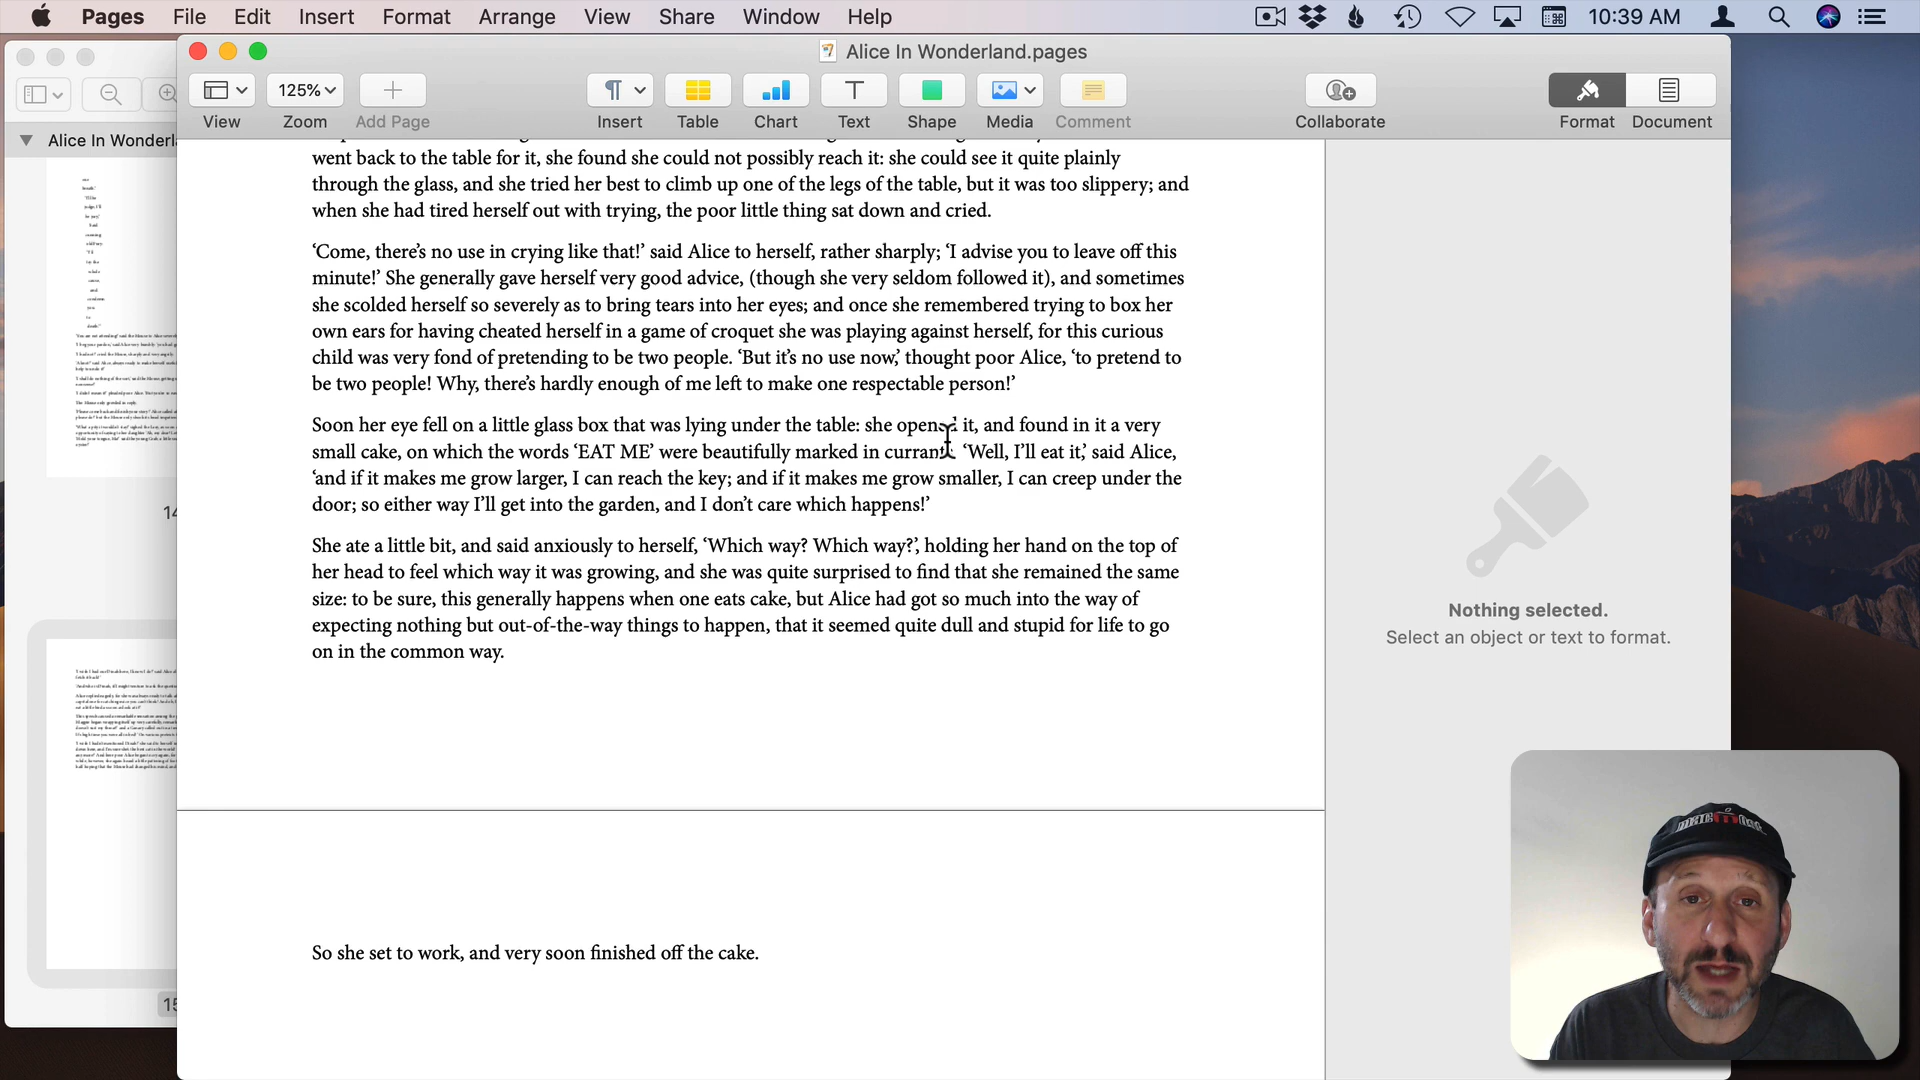 Pages File Edit Insert Format Arrange View Share Window Help 10:39 AM
Alice In Wonderland.pages
125%
View Zoom Add Page Insert Table Chart Text Shape Media Comment Collaborate Format Document
Alice In Wonderl
went back to the table for it, she found she could not possibly reach it: she could see it quite plainly
through the glass, and she tried her best to climb up one of the legs of the table, but it was too slippery; and
when she had tired herself out with trying, the poor little thing sat down and cried.
‘Come, there’s no use in crying like that!’ said Alice to herself, rather sharply; ‘I advise you to leave off this
minute!’ She generally gave herself very good advice, (though she very seldom followed it), and sometimes
she scolded herself so severely as to bring tears into her eyes; and once she remembered trying to box her
own ears for having cheated herself in a game of croquet she was playing against herself, for this curious
child was very fond of pretending to be two people. ‘But it’s no use now,’ thought poor Alice, ‘to pretend to
be two people! Why, there’s hardly enough of me left to make one respectable person!’
Soon her eye fell on a little glass box that was lying under the table: she opened it, and found in it a very
small cake, on which the words ‘EAT ME’ were beautifully marked in currants. ‘Well, I’ll eat it,’ said Alice,
‘and if it makes me grow larger, I can reach the key; and if it makes me grow smaller, I can creep under the
door; so either way I’ll get into the garden, and I don’t care which happens!’
She ate a little bit, and said anxiously to herself, ‘Which way? Which way?’, holding her hand on the top of
her head to feel which way it was growing, and she was quite surprised to find that she remained the same
size: to be sure, this generally happens when one eats cake, but Alice had got so much into the way of
expecting nothing but out-of-the-way things to happen, that it seemed quite dull and stupid for life to go
on in the common way.
So she set to work, and very soon finished off the cake.
Nothing selected.
Select an object or text to format.
14
15